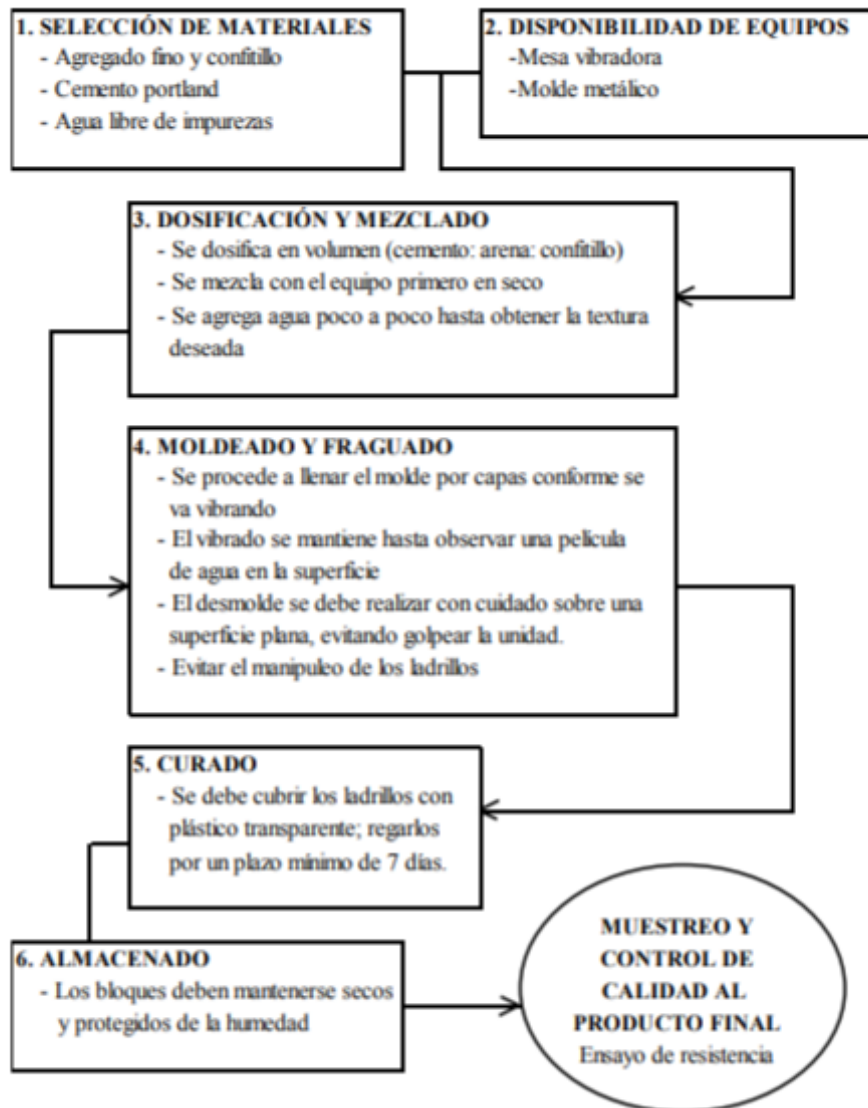 1. SELECCIÓN DE MATERIALES
- Agregado fino y confitillo
- Cemento portland
- Agua libre de impurezas
2. DISPONIBILIDAD DE EQUIPOS
-Mesa vibradora
-Molde metálico
3. DOSIFICACIÓN Y MEZCLADO
- Se dosifica en volumen (cemento: arena: confitillo)
- Se mezcla con el equipo primero en seco
- Se agrega agua poco a poco hasta obtener la textura
deseada
4. MOLDEADO Y FRAGUADO
- Se procede a llenar el molde por capas conforme se
va vibrando
- El vibrado se mantiene hasta observar una película
de agua en la superficie
- El desmolde se debe realizar con cuidado sobre una
superficie plana, evitando golpear la unidad.
- Evitar el manipuleo de los ladrillos
5. CURADO
- Se debe cubrir los ladrillos con
plástico transparente; regarlos
por un plazo mínimo de 7 días.
6. ALMACENADO
- Los bloques deben mantenerse secos
y protegidos de la humedad
MUESTREO Y
CONTROL DE
CALIDAD AL
PRODUCTO FINAL
Ensayo de resistencia